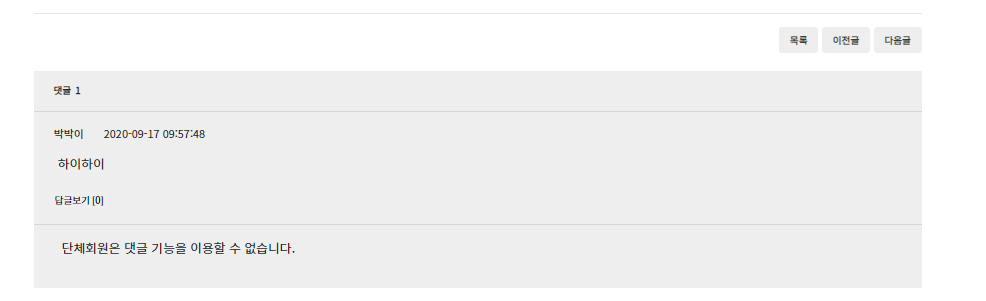 목록 이전글 다음글
댓글 1
박박이 2020-09-17 09:57:48
하이하이
답글보기 [0]
단체회원은 댓글 기능을 이용할 수 없습니다.